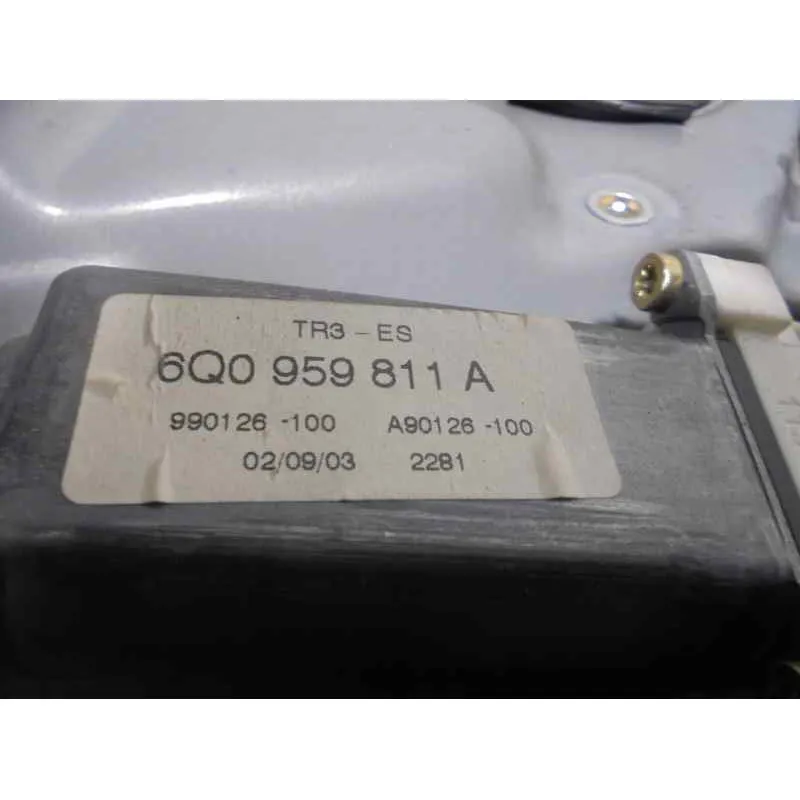 TR3 - ES
6Q0 959 811 A
990126 -100 A90126 -100
02/09/03 2281